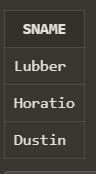 SNAME
Lubber
Horatio
Dustin